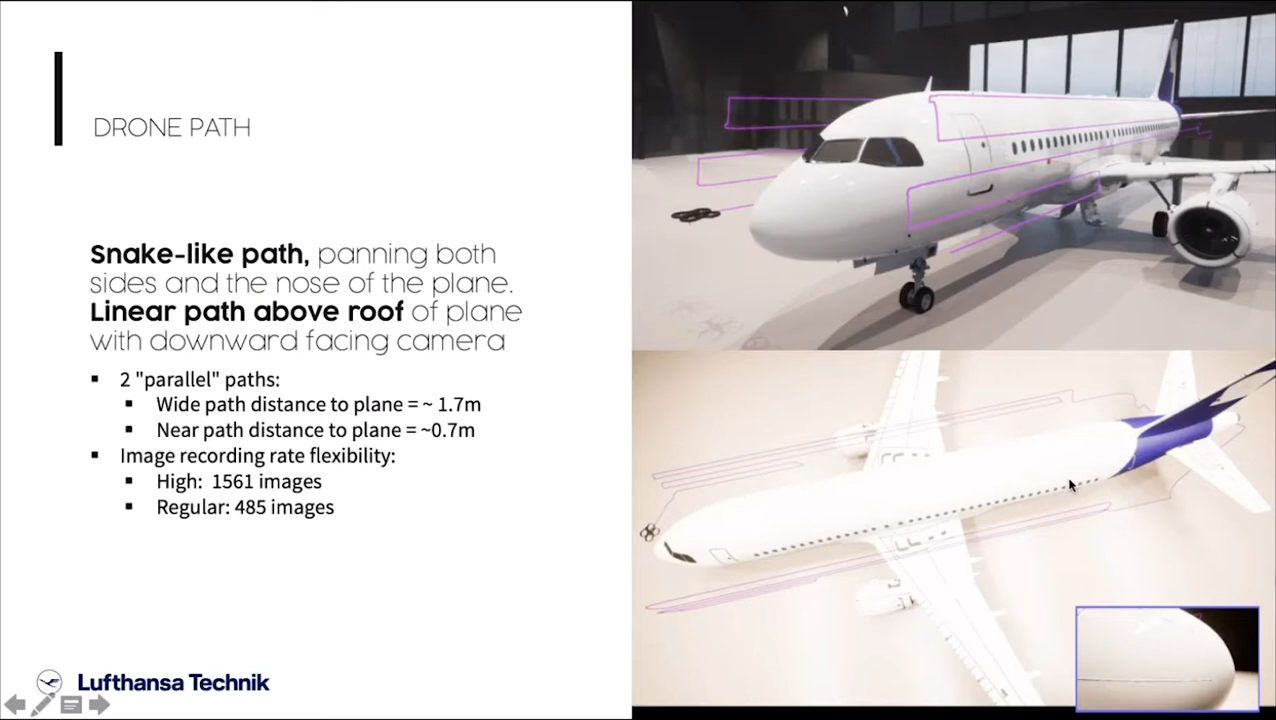 DRONE PATH
Snake-like path, panning both
sides and the nose of the plane.
Linear path above roof of plane
with downward facing camera
▪ 2 "parallel" paths:
▪ Wide path distance to plane = ~ 1.7m
▪ Near path distance to plane = ~0.7m
▪ Image recording rate flexibility:
▪ High: 1561 images
▪ Regular: 485 images
Lufthansa Technik